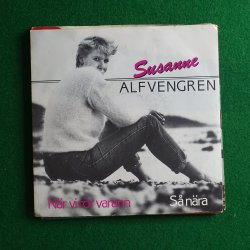 Susanne
ALFVENGREN
När vi rör varann
Så nära